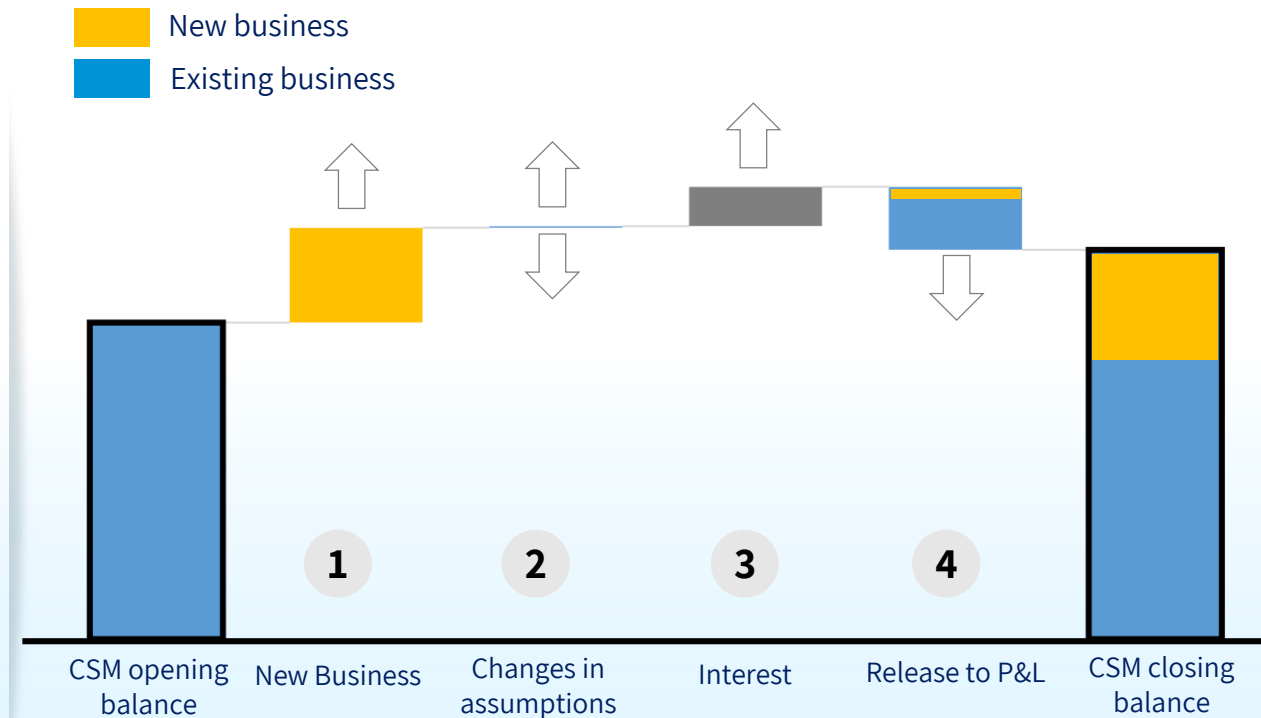 New business
Existing business
1
2
3
4
CSM opening
balance
New Business
Changes in
assumptions
Interest
Release to P&L
CSM closing
balance